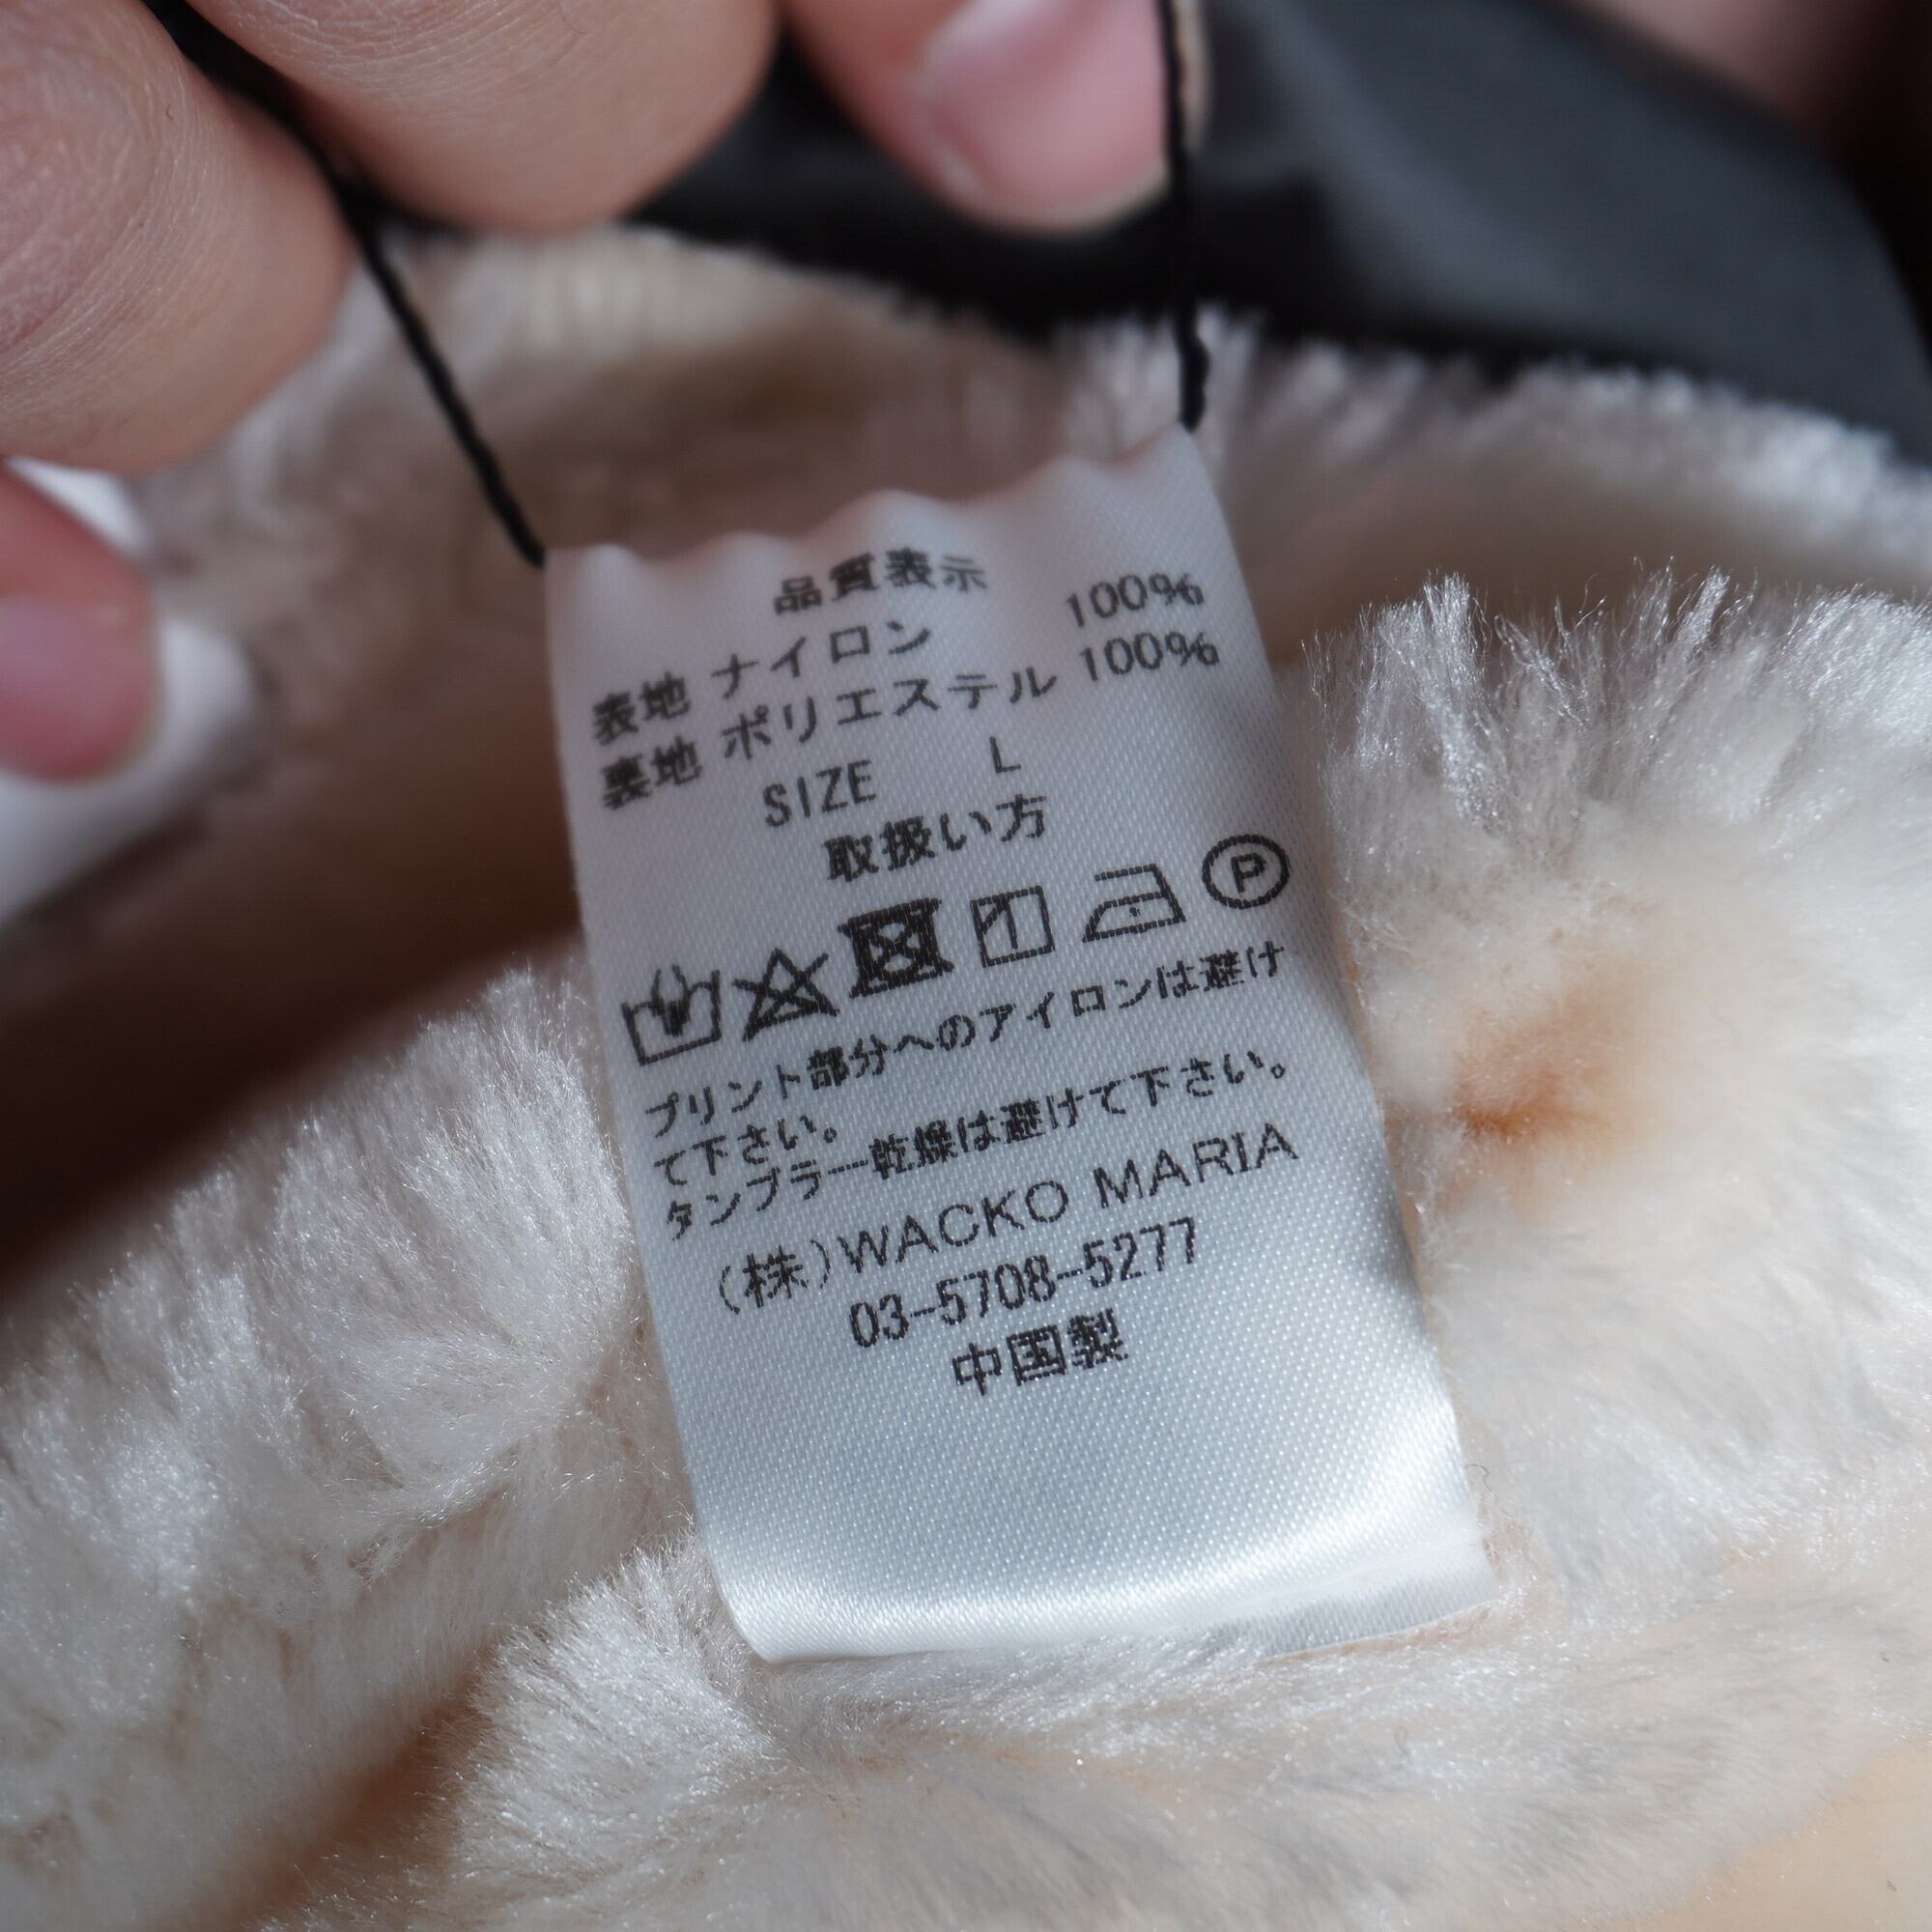 品質表示
表地 ナイロン 100%
裏地 ポリエステル 100%
SIZE L
取扱い方
P
プリント部分へのアイロンは避け
て下さい。
タンブラー乾燥は避けて下さい。
(株)WACKO MARIA
03-5708-5277
中国製